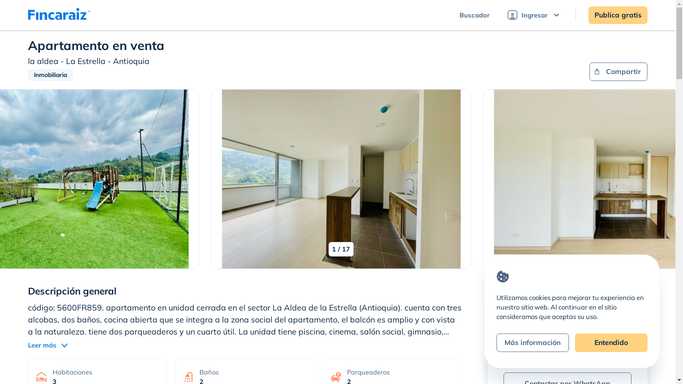 Fincaraiz
Buscador
Ingresar
Publica gratis
Apartamento en venta
la aldea - La Estrella - Antioquia
Inmobiliaria
Compartir
1 / 17
Descripción general
código: 5600FR859, apartamento en unidad cerrada en el sector La Aldea de la Estrella (Antioquia). cuenta con tres
alcobas, dos baños, cocina abierta que se integra a la zona social del apartamento, el balcón es amplio y con vista
a la naturaleza. tiene dos parqueaderos y un cuarto útil. La unidad tiene piscina, cinema, salón social, gimnasio,...
Leer más
Habitaciones
3
Baños
2
Parqueaderos
2
Utilizamos cookies para mejorar tu experiencia en
nuestro sitio web. Al continuar en el sitio
consideramos que aceptas su uso.
Más información
Entendido
Contactar por WhatsApp